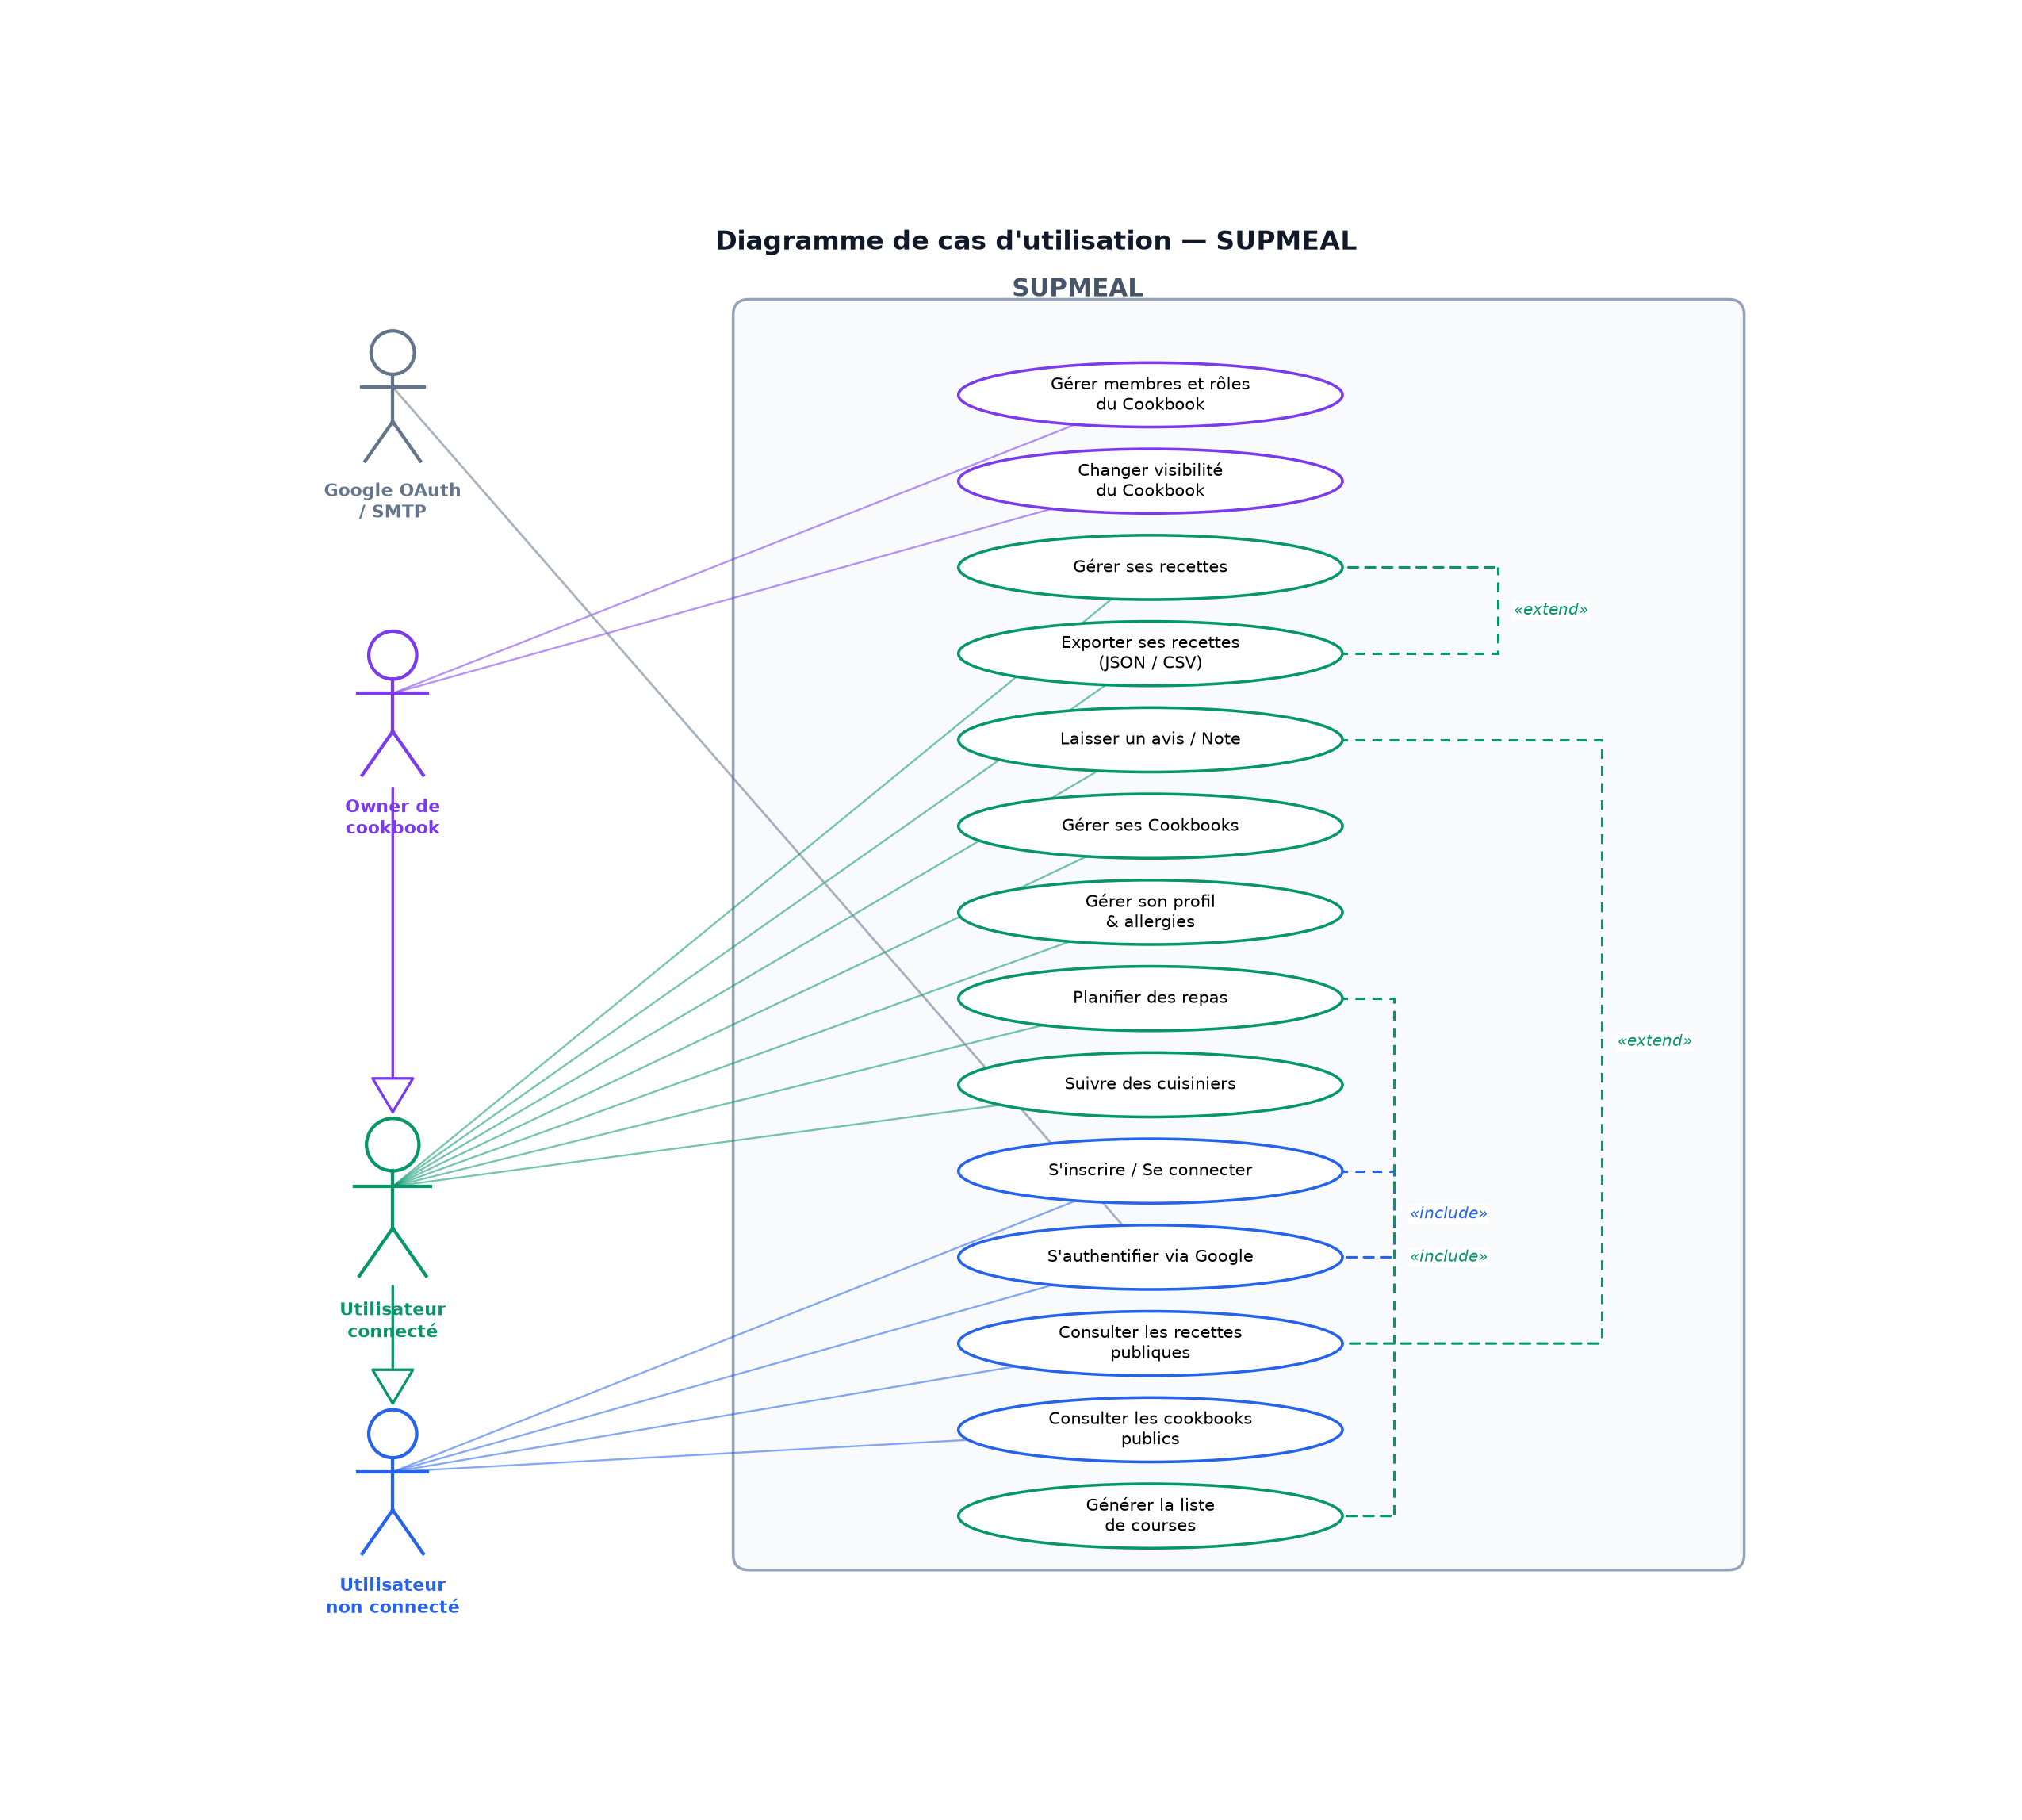 Diagramme de cas d'utilisation — SUPMEAL
SUPMEAL
Google OAuth
/ SMTP
Owner de
cookbook
Utilisateur
connecté
Utilisateur
non connecté
Gérer membres et rôles
du Cookbook
Changer visibilité
du Cookbook
Gérer ses recettes
«extend»
Exporter ses recettes
(JSON / CSV)
Laisser un avis / Note
Gérer ses Cookbooks
Gérer son profil
& allergies
Planifier des repas
«extend»
Suivre des cuisiniers
S'inscrire / Se connecter
«include»
S'authentifier via Google
«include»
Consulter les recettes
publiques
Consulter les cookbooks
publics
Générer la liste
de courses